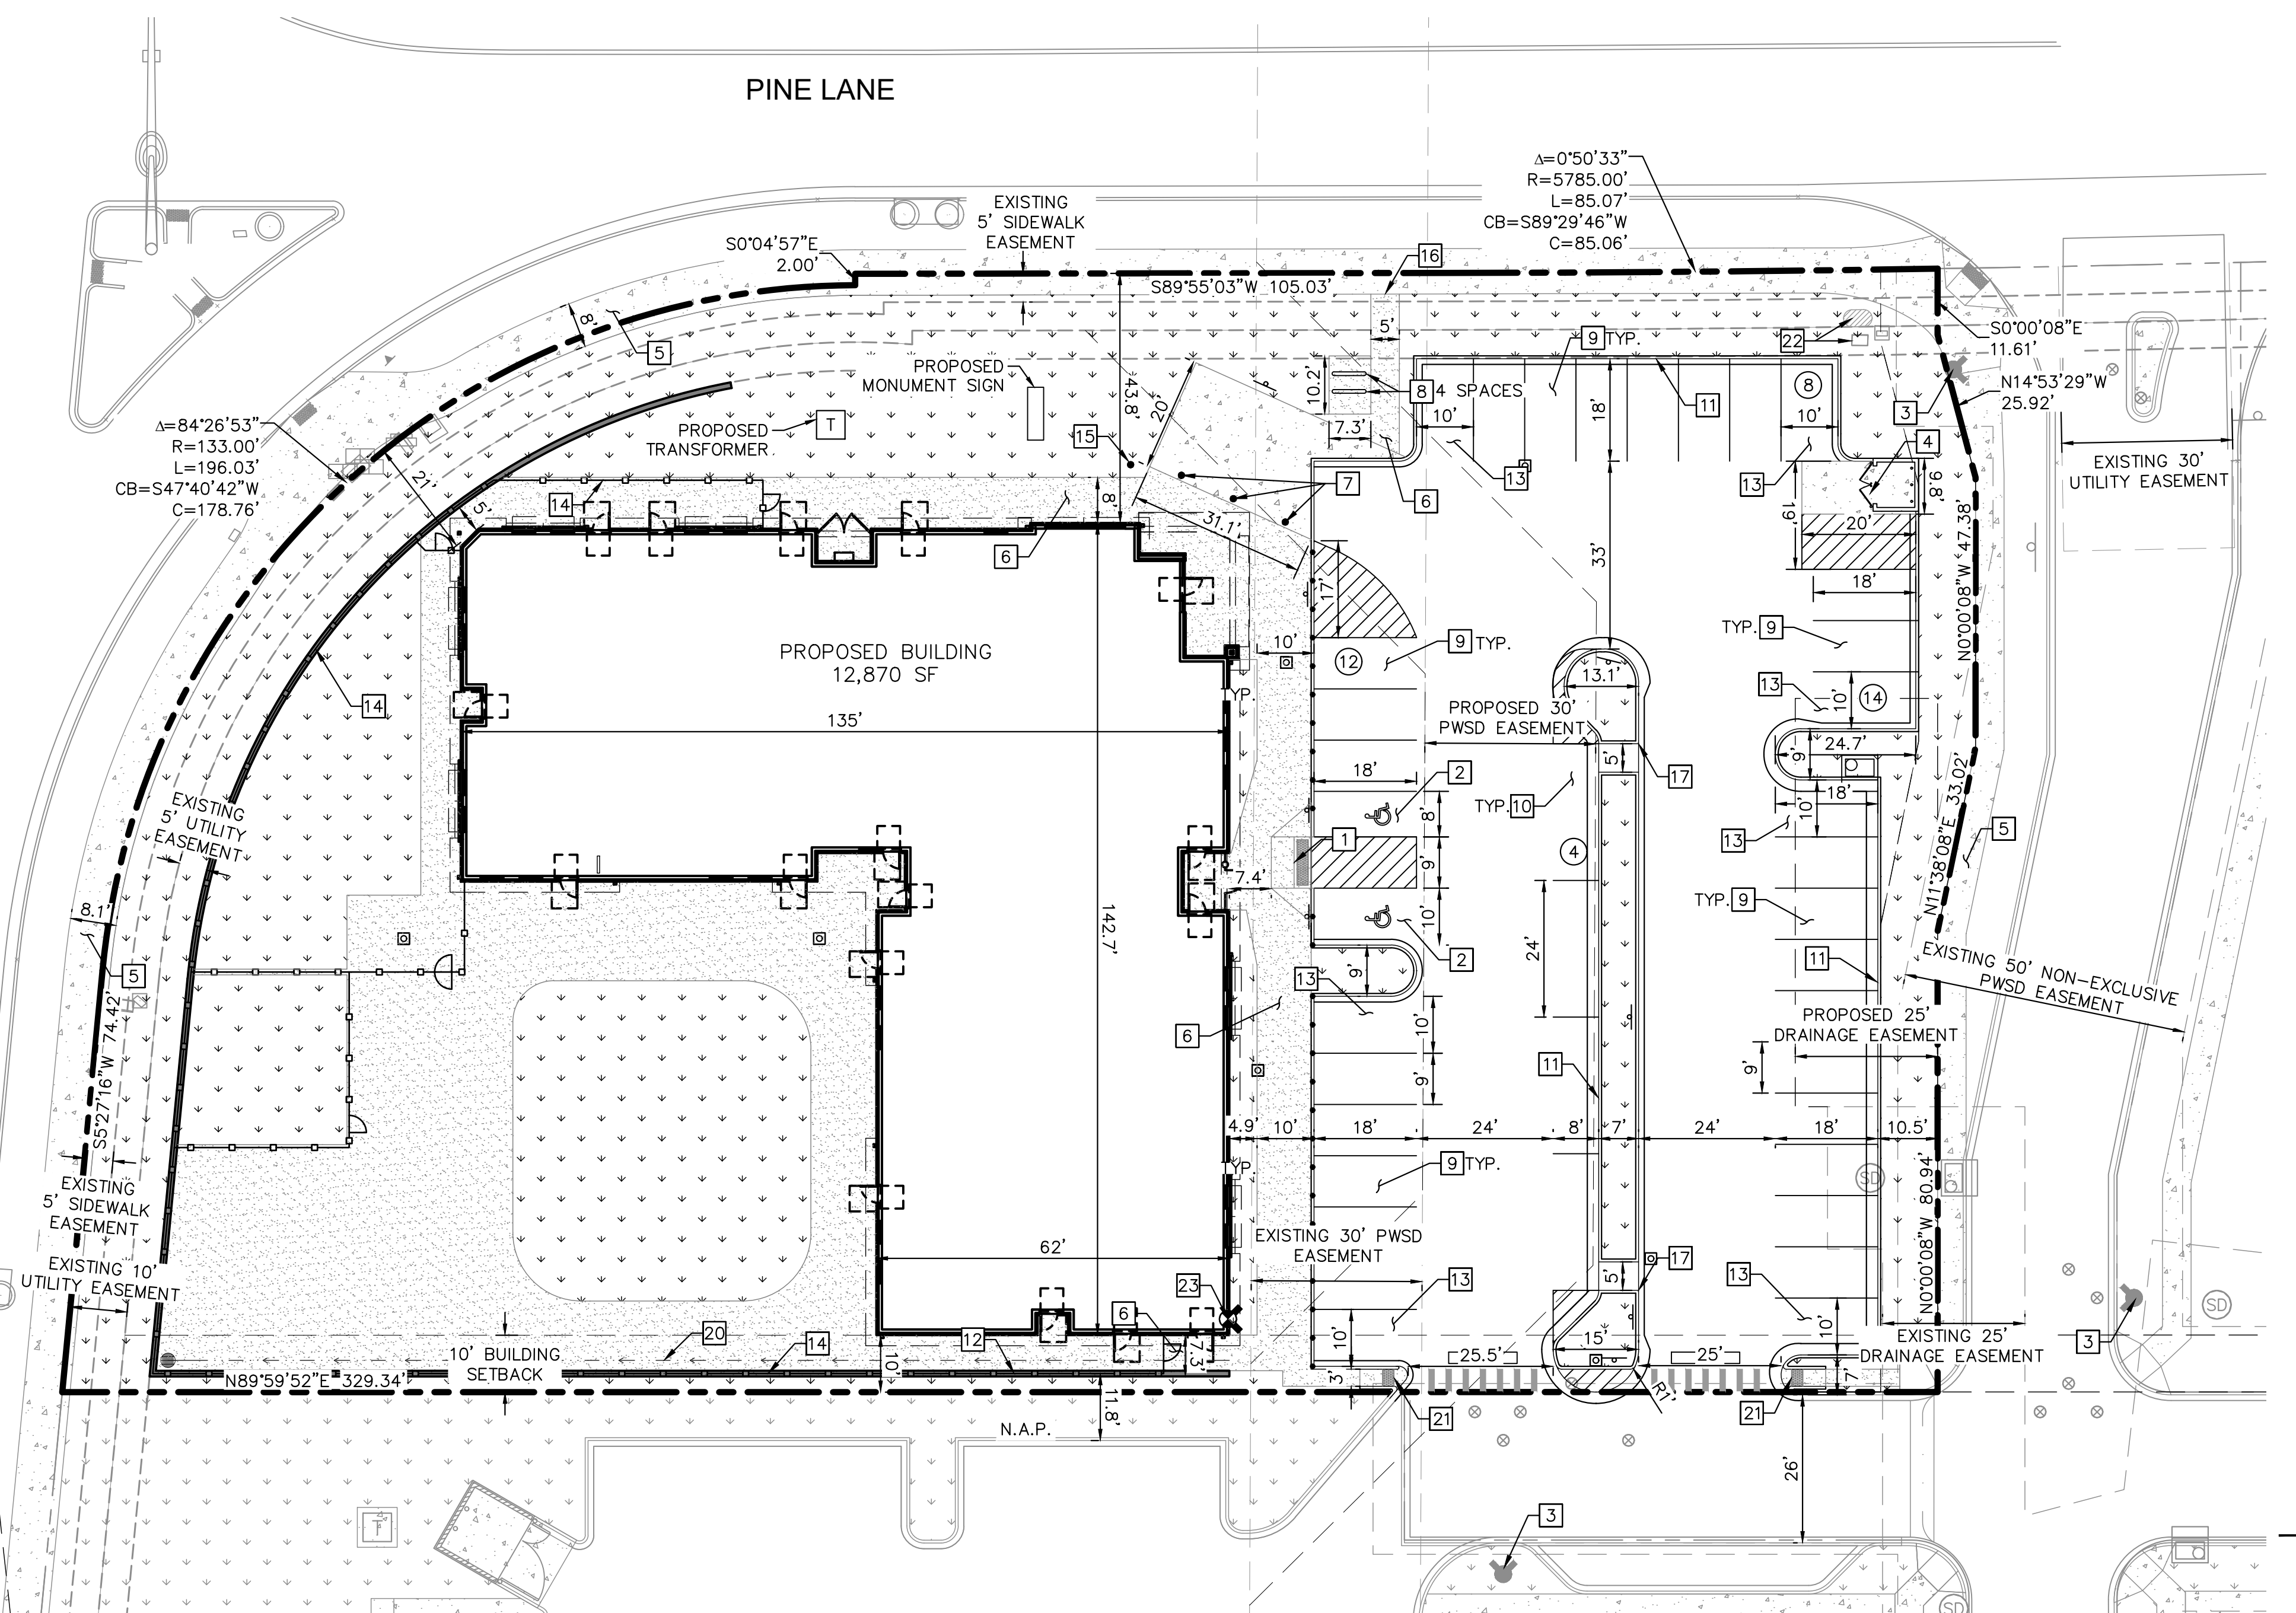 PINE LANE
Δ=0°50'33"
R=5785.00'
L=85.07'
CB=S89°29'46"W
C=85.06'
EXISTING
5' SIDEWALK
EASEMENT
S0°04'57"E
2.00'
16
S89°55'03"W 105.03'
5'
8'
5
9 TYP.
22
S0°00'08"E
11.61'
N14°53'29"W
25.92'
PROPOSED
MONUMENT SIGN
43.8'
20'
10.2'
8 4 SPACES
10'
18'
11
8
10'
3
4
Δ=84°26'53"
R=133.00'
L=196.03'
CB=S47°40'42"W
C=178.76'
PROPOSED
TRANSFORMER
T
15
7.3'
EXISTING 30'
UTILITY EASEMENT
21'
5'
14
8'
7
6
13
13
9.8'
19'
20'
6
31.1'
17'
33'
18'
N0°00'08"W 47.38'
PROPOSED BUILDING
12,870 SF
10'
12
9 TYP.
TYP. 9
13.1'
13
10'
14
14
135'
YP.
PROPOSED 30'
PWSD EASEMENT
24.7'
9'
5'
17
18'
2
TYP. 10
18'
10'
N11°38'08"E 33.02'
EXISTING
5' UTILITY
EASEMENT
8'
1
4
13
5
9'
7.4'
8.1'
142.7'
10'
2
24'
TYP. 9
5
9'
13
11
EXISTING 50' NON-EXCLUSIVE
PWSD EASEMENT
S5°27'16"W 74.42'
6
10'
PROPOSED 25'
DRAINAGE EASEMENT
11
9'
9'
4.9'
10'
18'
24'
8'
7'
24'
18'
10.5'
YP.
9 TYP.
SD
EXISTING
5' SIDEWALK
EASEMENT
N0°00'08"W 80.94'
EXISTING 30' PWSD
EASEMENT
62'
17
EXISTING 10'
UTILITY EASEMENT
23
13
5'
13
SD
6
20
14
12
10'
15'
10'
3
10' BUILDING
SETBACK
10'
7.3'
25.5'
25'
EXISTING 25'
DRAINAGE EASEMENT
N89°59'52"E 329.34'
3'
7'
11.8'
21
R1'
21
N.A.P.
26'
T
3
SD